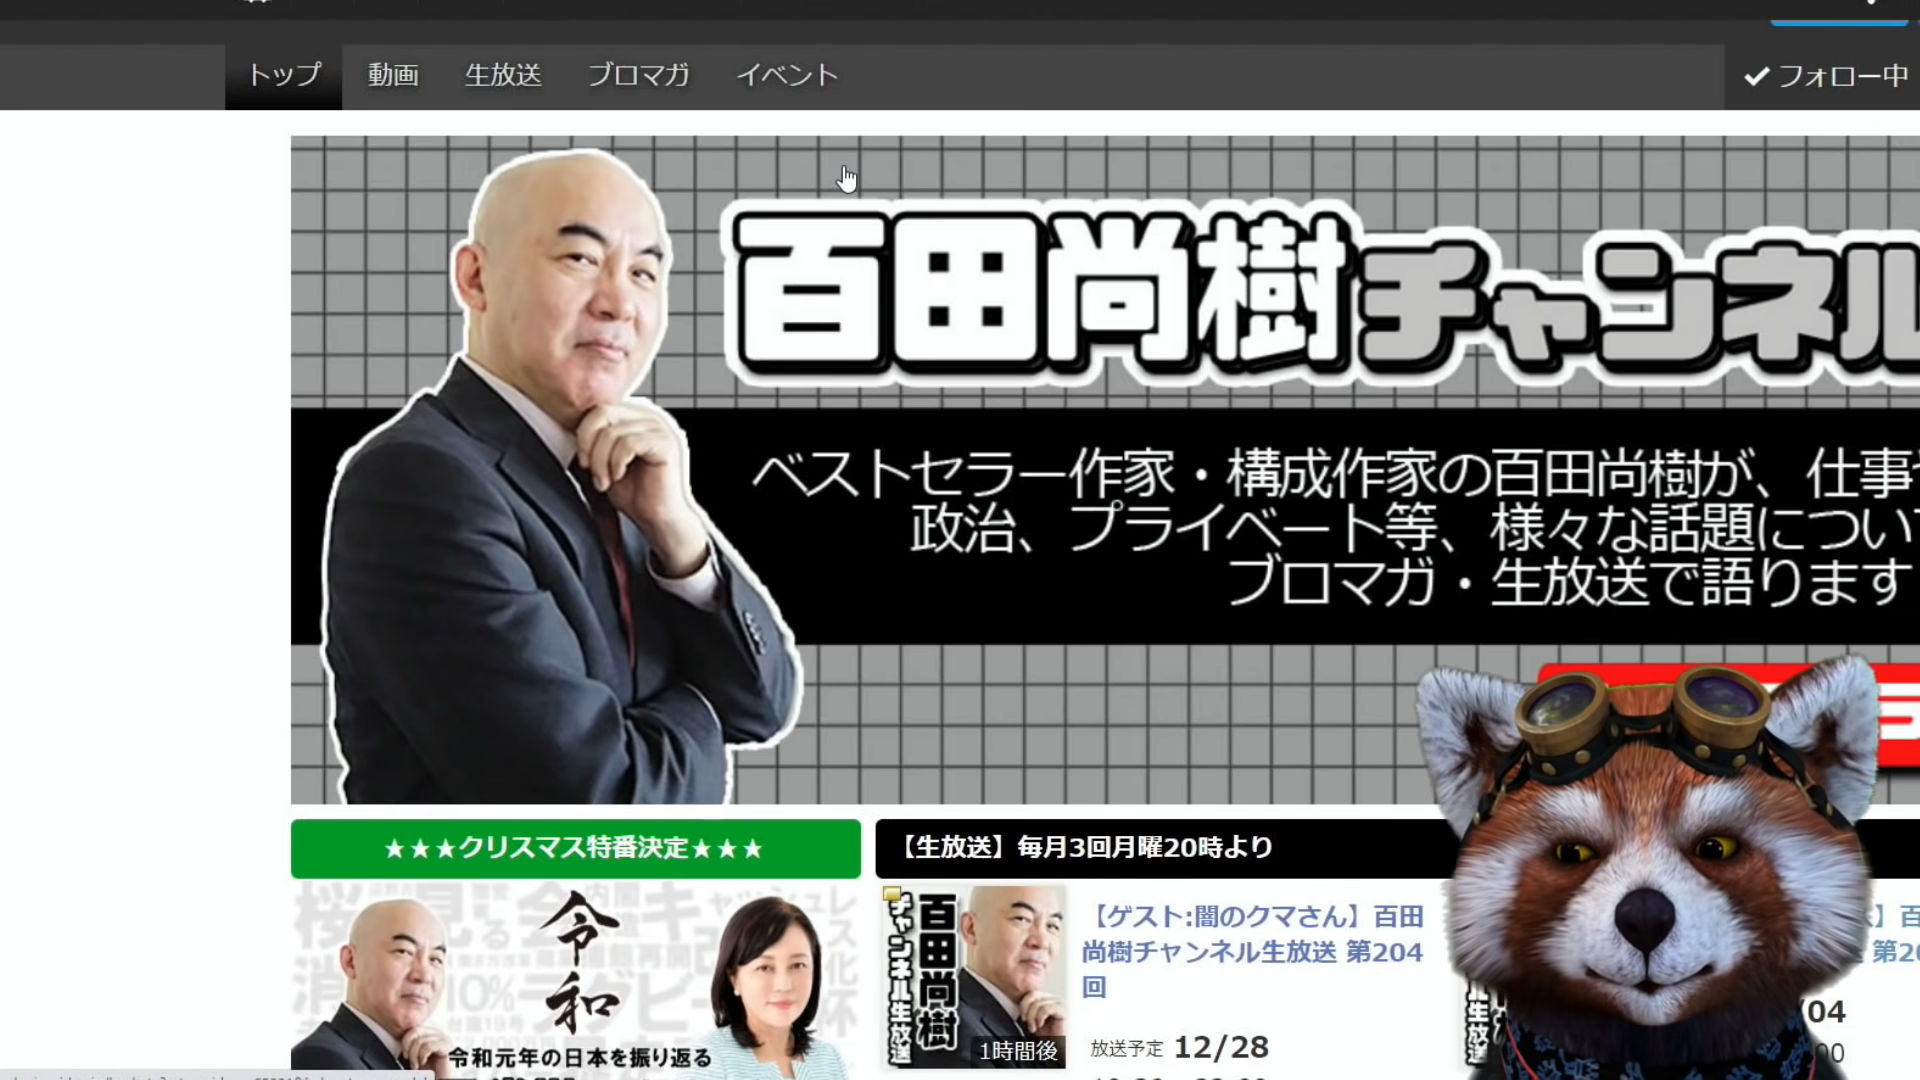 トップ
動画
生放送
ブロマガ
イベント
フォロー中
百田尚樹チャンネル
ベストセラー作家・構成作家の百田尚樹が、仕事や
政治、プライベート等、様々な話題について
ブロマガ・生放送で語ります
★★★クリスマス特番決定★★★
令和
令和元年の日本を振り返る
【生放送】毎月3回月曜20時より
百田尚樹
チャンネル生放送
1時間後
【ゲスト:闇のクマさん】百田
尚樹チャンネル生放送 第204
回
放送予定 12/28
】百
第20
/04
00